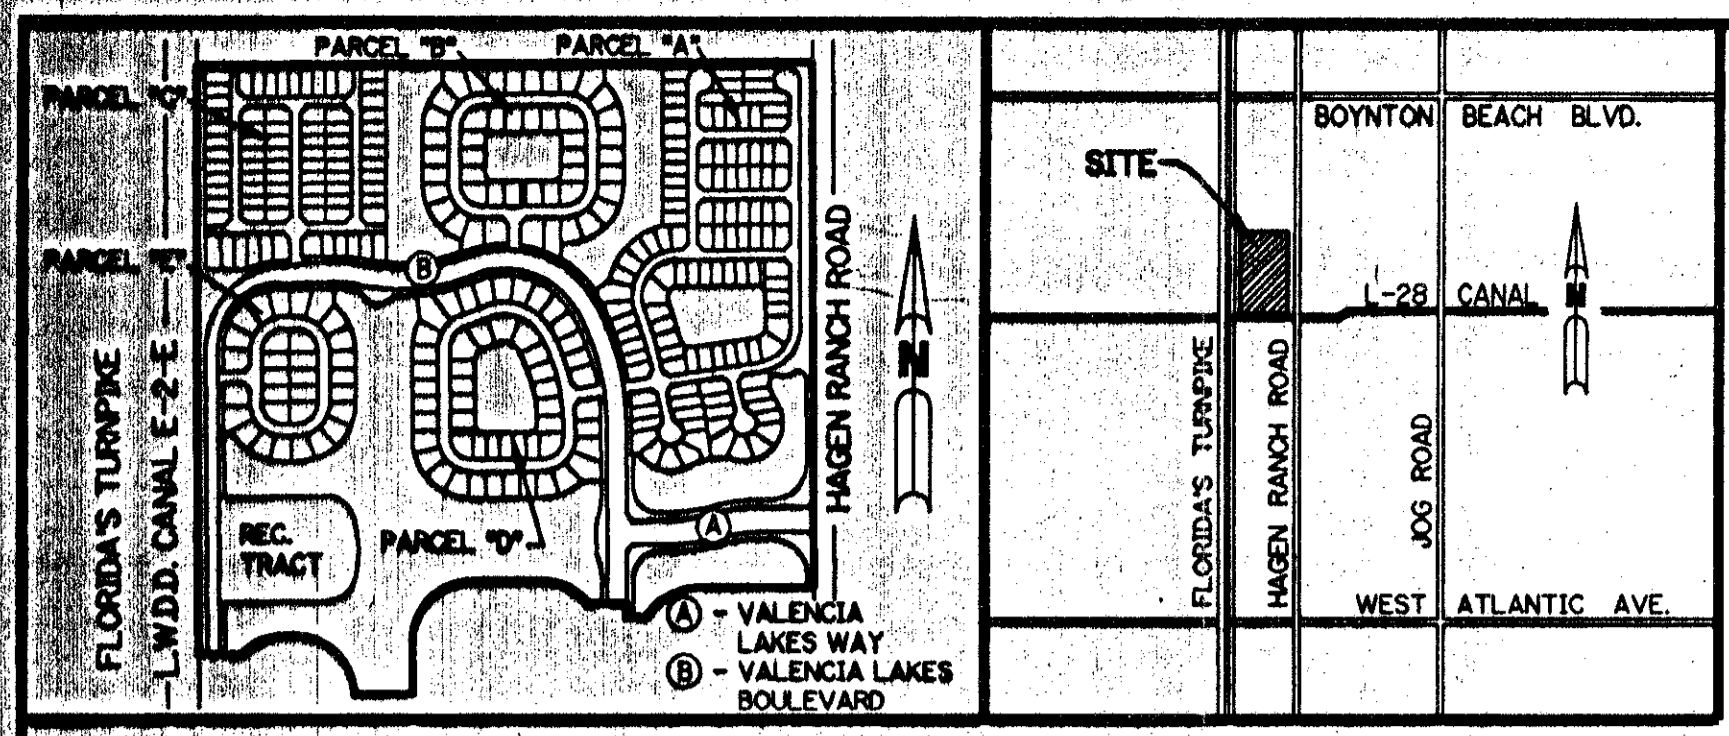 PARCEL "B"
PARCEL "A"
PARCEL "C"
PARCEL "E"
B
FLORIDA'S TURNPIKE
L.W.D.D. CANAL E-2-E
HAGEN RANCH ROAD
N
REC.
TRACT
PARCEL "D"
A
A - VALENCIA
LAKES WAY
B - VALENCIA LAKES
BOULEVARD
BOYNTON BEACH BLVD.
SITE
L-28 CANAL
N
FLORIDA'S TURNPIKE
HAGEN RANCH ROAD
JOG ROAD
WEST ATLANTIC AVE.